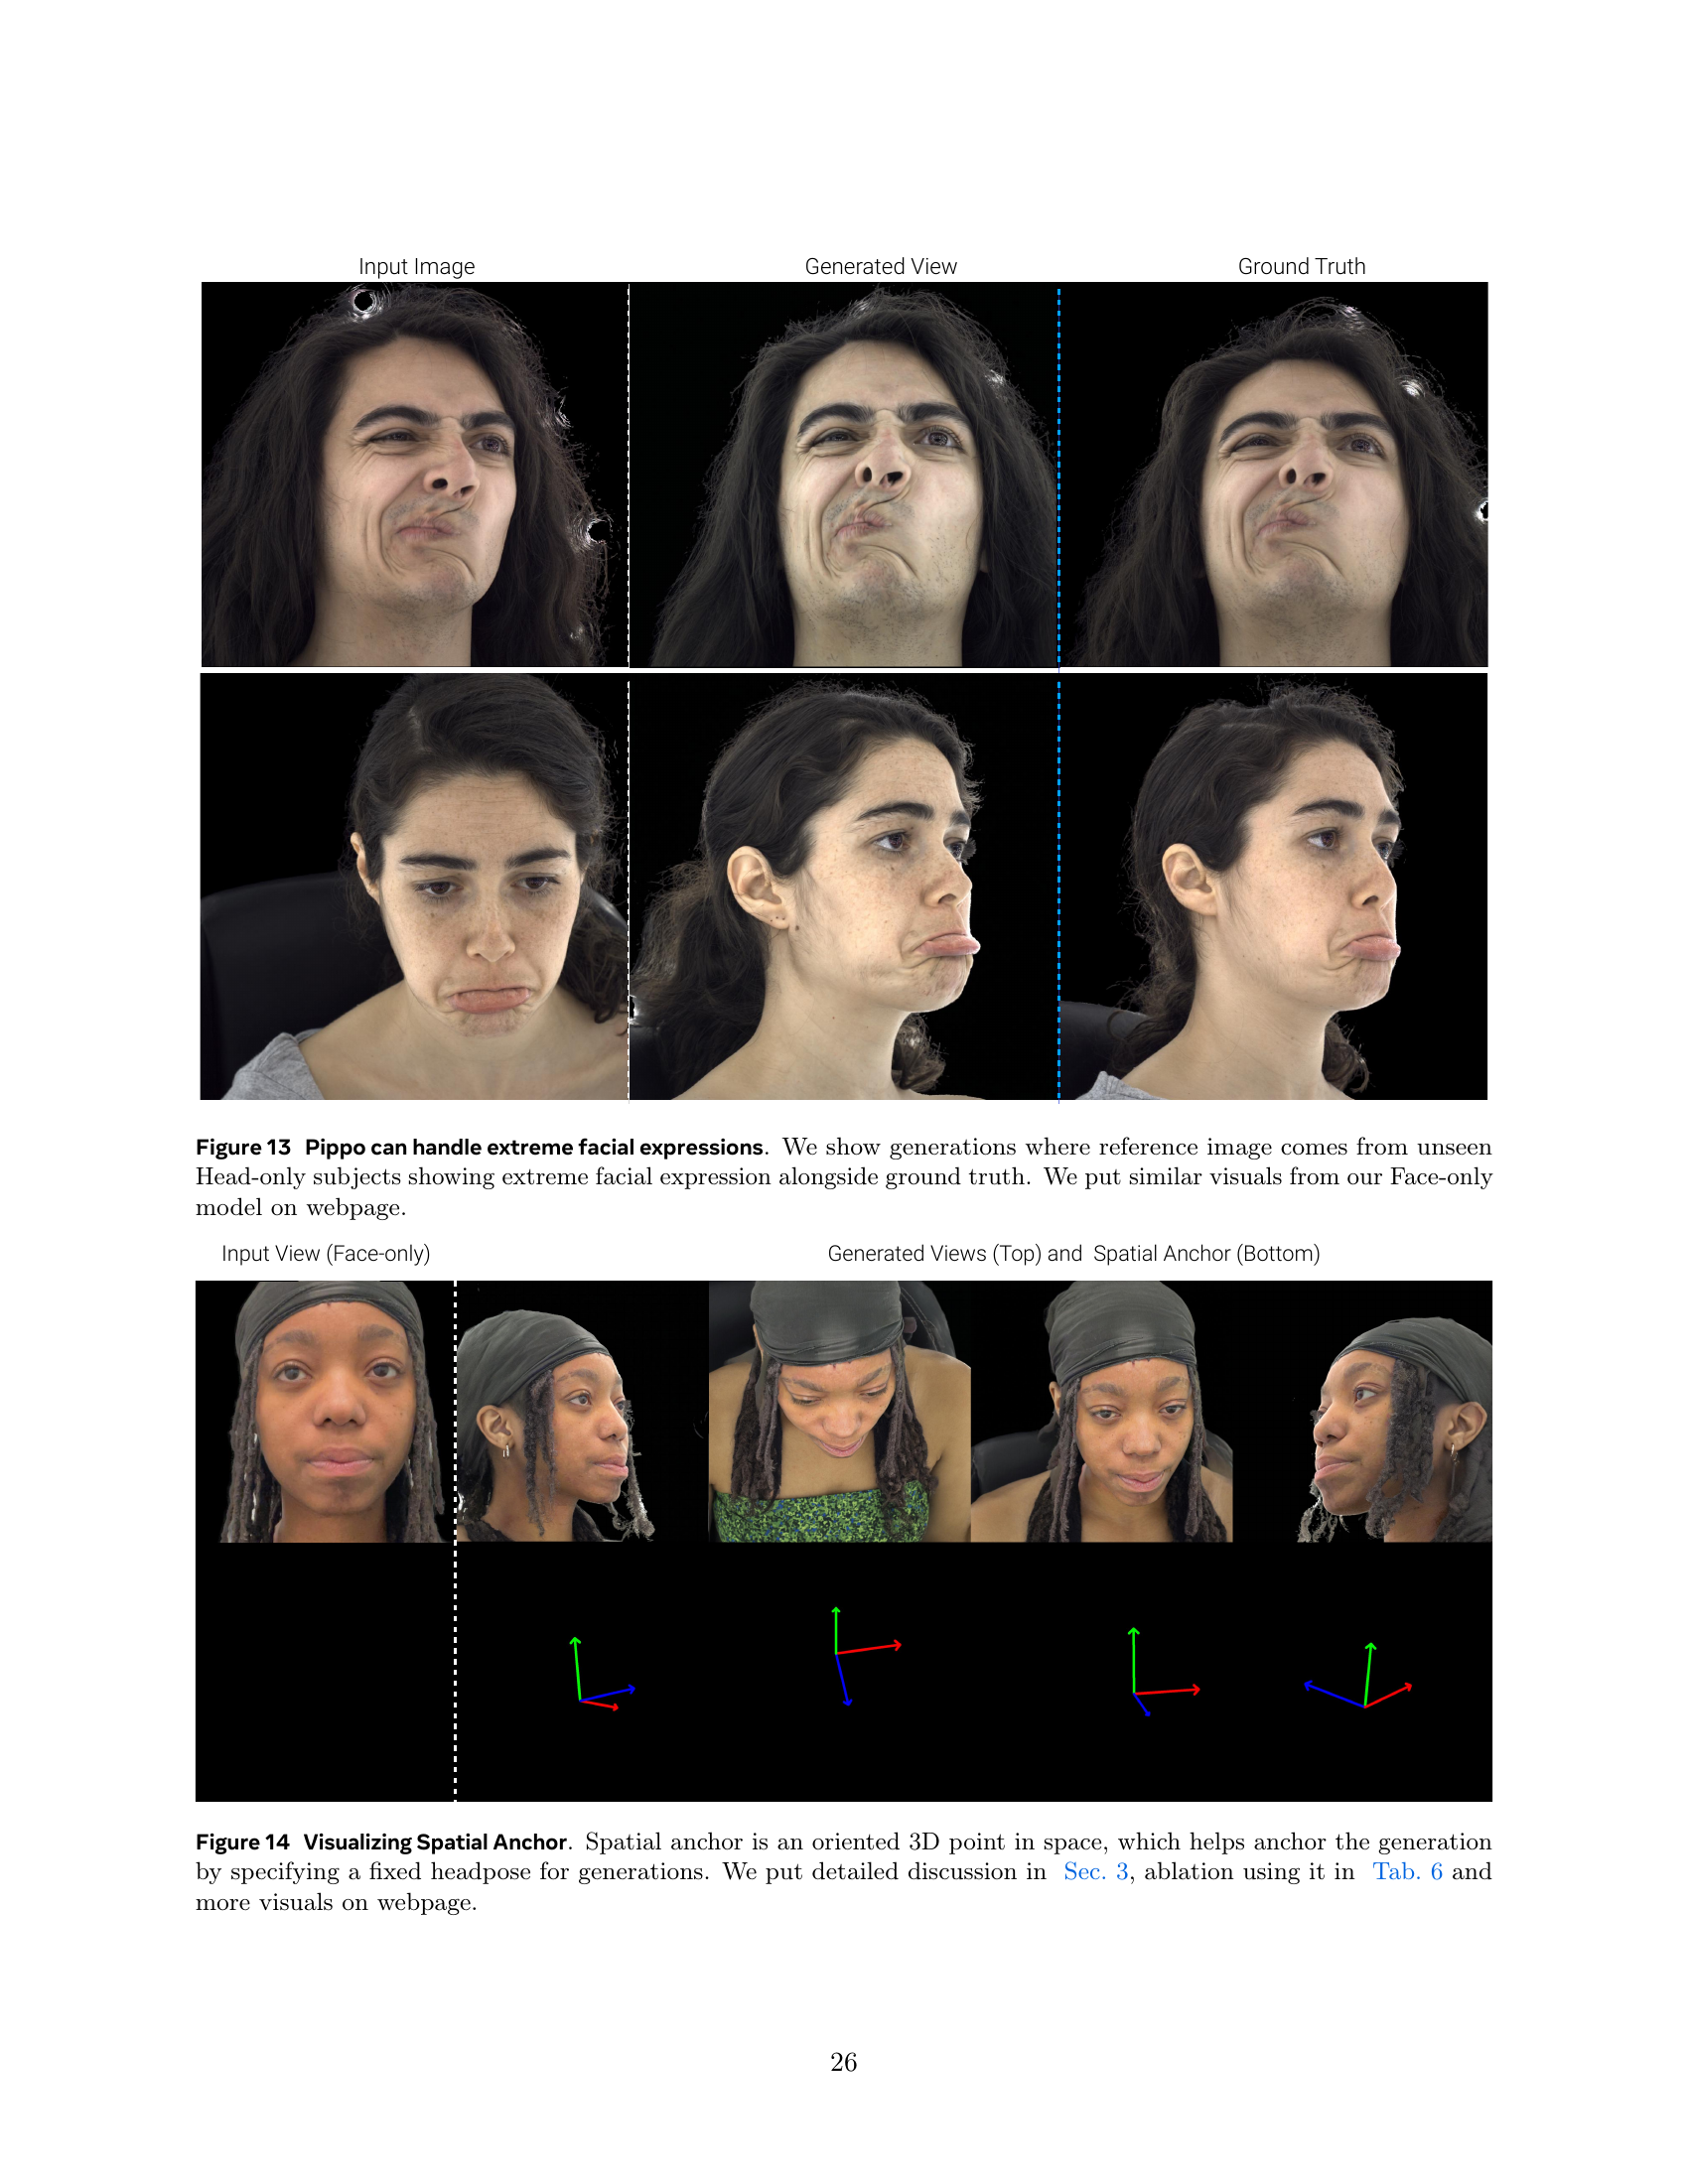 Input Image Generated View Ground Truth
Figure 13 Pippo can handle extreme facial expressions. We show generations where reference image comes from unseen
Head-only subjects showing extreme facial expression alongside ground truth. We put similar visuals from our Face-only
model on webpage.
Input View (Face-only) Generated Views (Top) and Spatial Anchor (Bottom)
Figure 14 Visualizing Spatial Anchor. Spatial anchor is an oriented 3D point in space, which helps anchor the generation
by specifying a fixed headpose for generations. We put detailed discussion in Sec. 3, ablation using it in Tab. 6 and
more visuals on webpage.
26